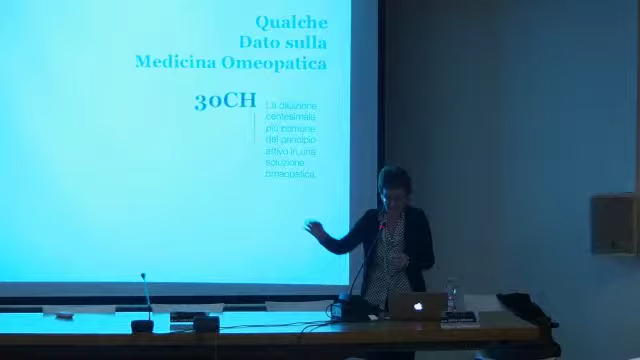 Qualche
Dato sulla
Medicina Omeopatica
30CH
La diluizione
centesimale
più comune
del principio
attivo in una
soluzione
omeopatica.